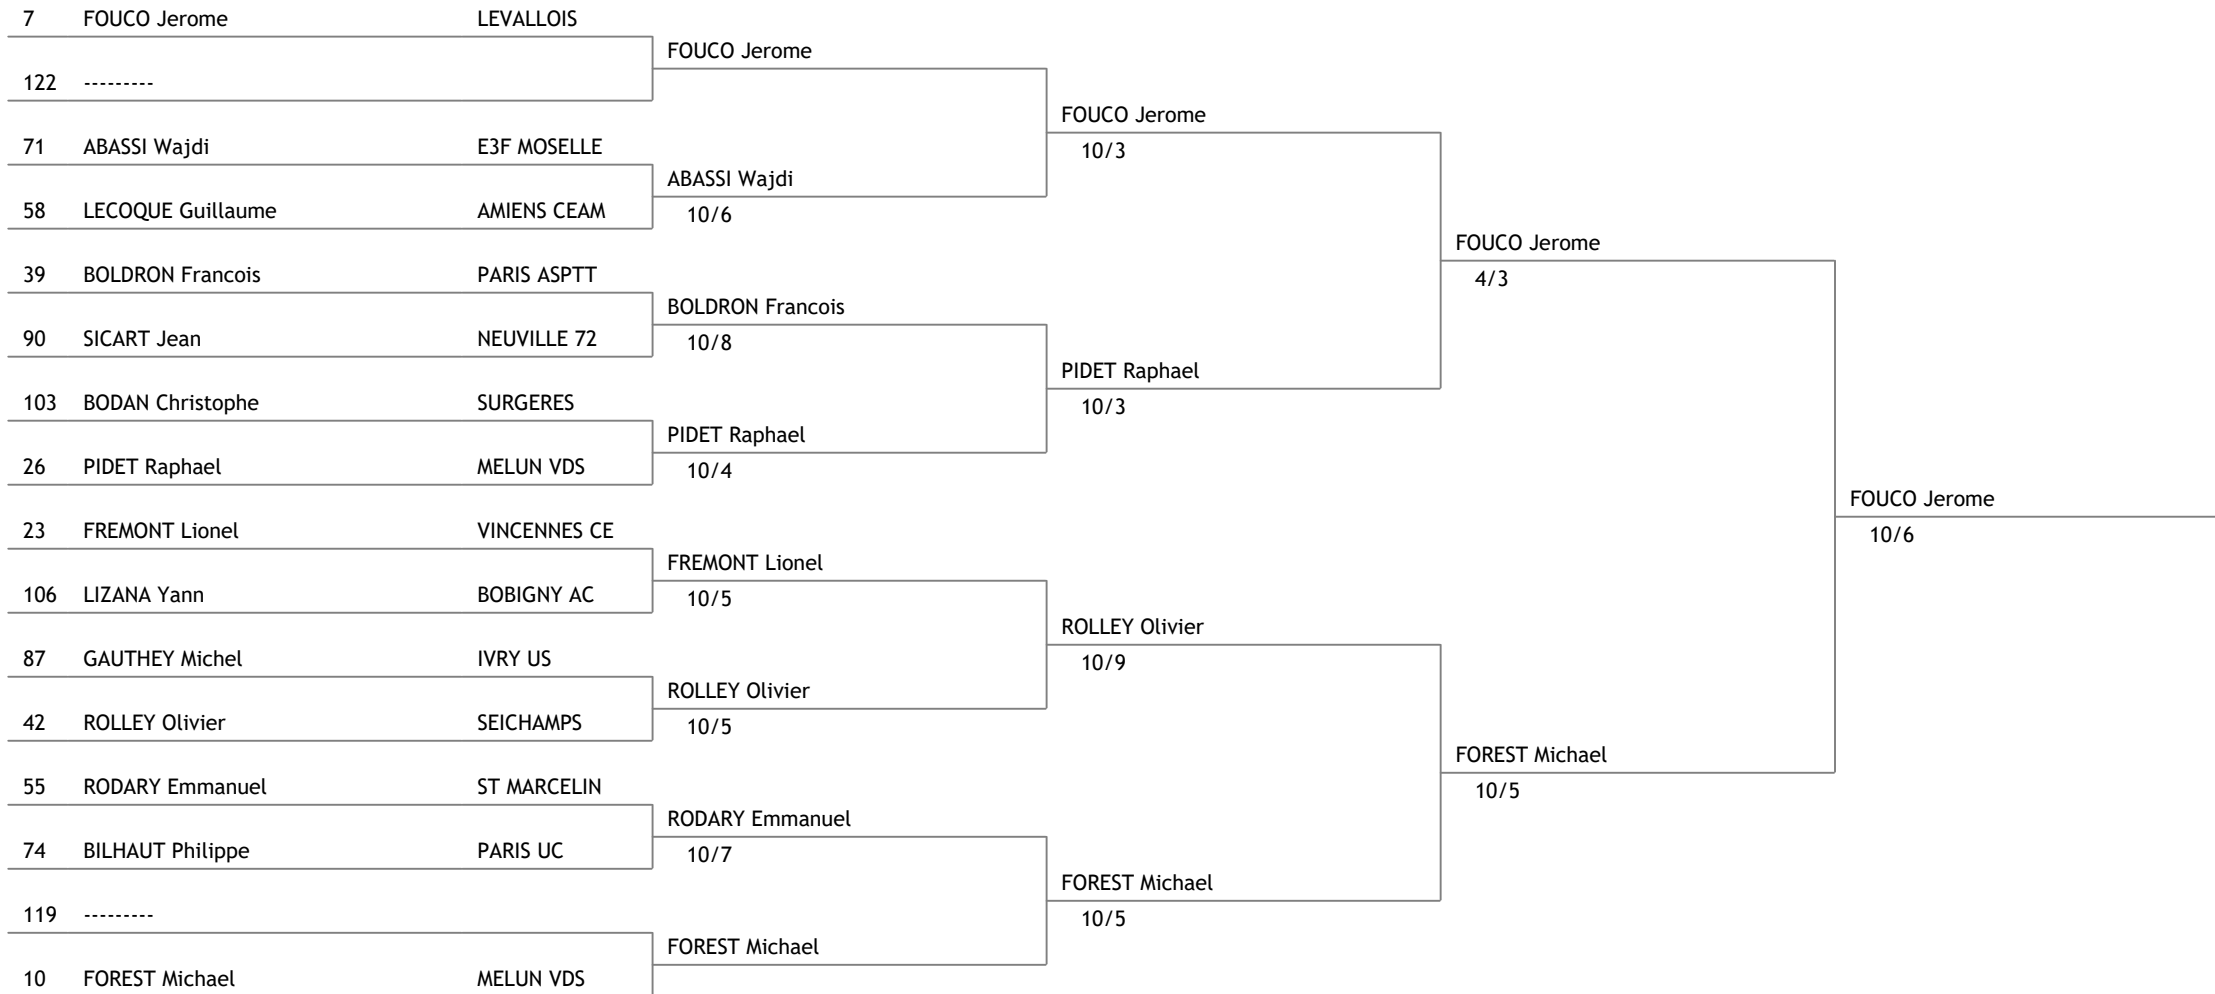 7 FOUCO Jerome LEVALLOIS
FOUCO Jerome
122 ---------
FOUCO Jerome
71 ABASSI Wajdi E3F MOSELLE
10/3
ABASSI Wajdi
58 LECOQUE Guillaume AMIENS CEAM
10/6
FOUCO Jerome
39 BOLDRON Francois PARIS ASPTT
4/3
BOLDRON Francois
90 SICART Jean NEUVILLE 72
10/8
PIDET Raphael
103 BODAN Christophe SURGERES
10/3
PIDET Raphael
26 PIDET Raphael MELUN VDS
10/4
FOUCO Jerome
23 FREMONT Lionel VINCENNES CE
10/6
FREMONT Lionel
106 LIZANA Yann BOBIGNY AC
10/5
ROLLEY Olivier
87 GAUTHEY Michel IVRY US
10/9
ROLLEY Olivier
42 ROLLEY Olivier SEICHAMPS
10/5
FOREST Michael
55 RODARY Emmanuel ST MARCELIN
10/5
RODARY Emmanuel
74 BILHAUT Philippe PARIS UC
10/7
FOREST Michael
119 ---------
10/5
FOREST Michael
10 FOREST Michael MELUN VDS